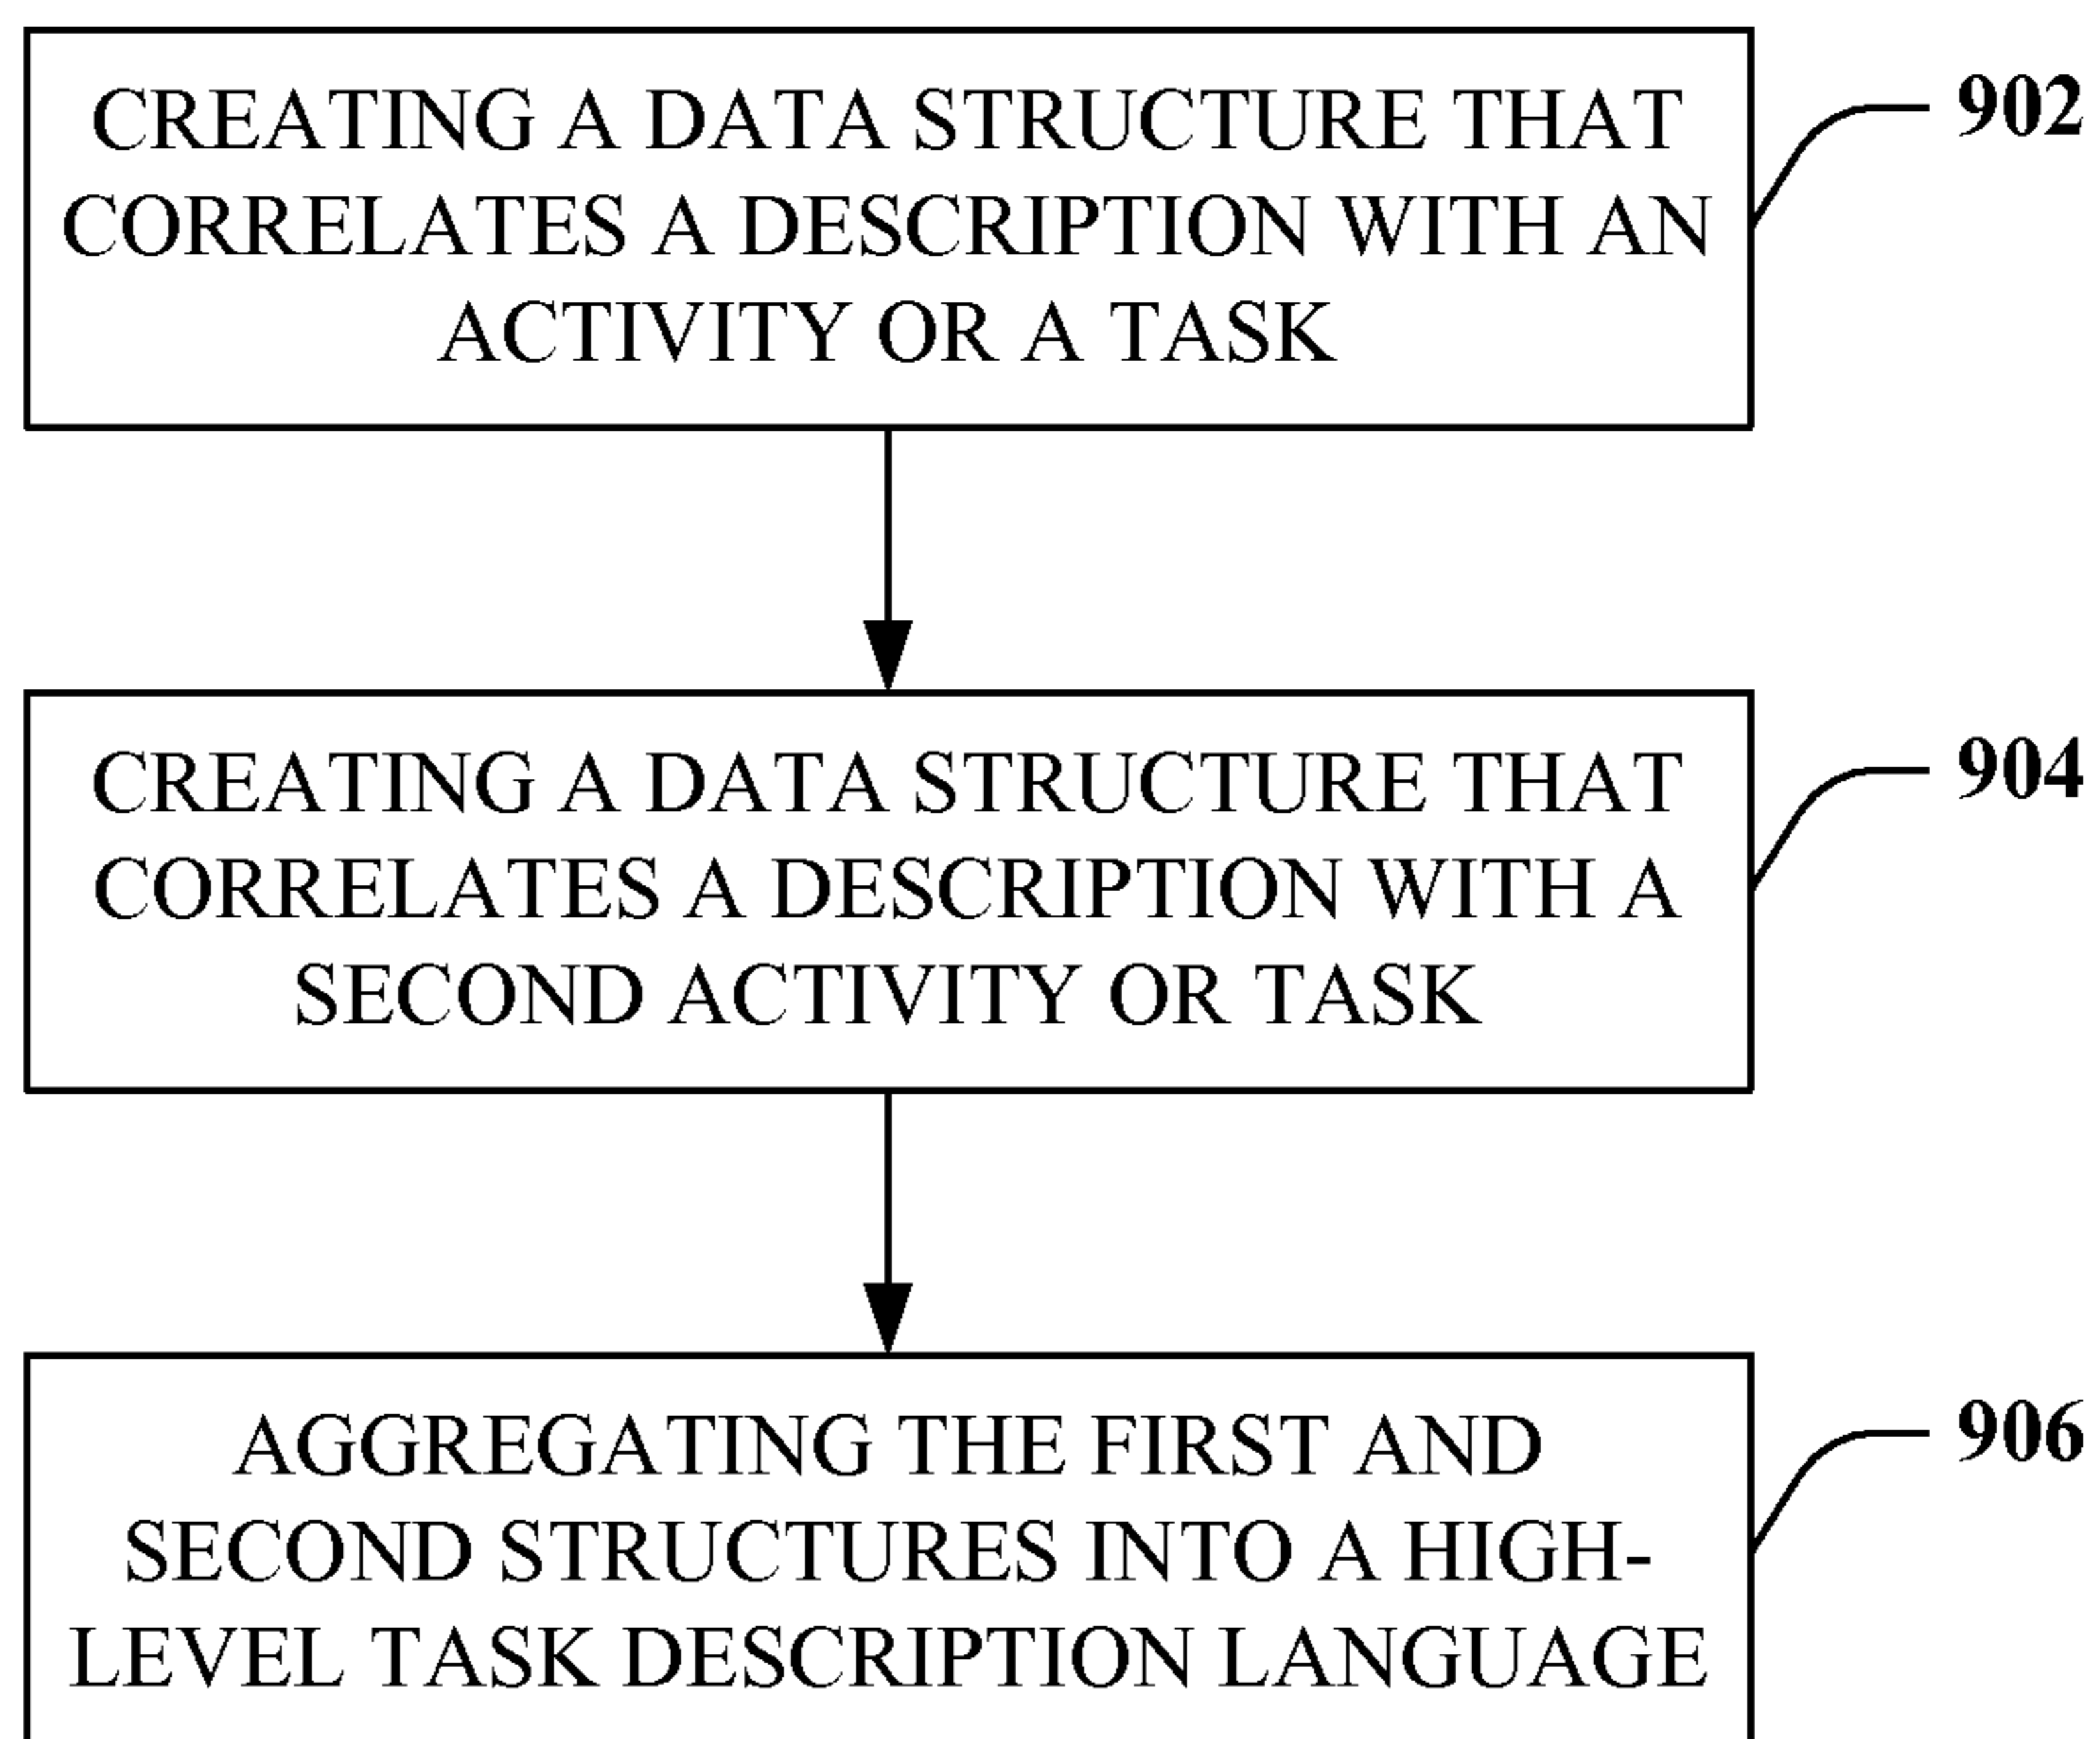 CREATING A DATA STRUCTURE THAT
CORRELATES A DESCRIPTION WITH AN
ACTIVITY OR A TASK
902
CREATING A DATA STRUCTURE THAT
CORRELATES A DESCRIPTION WITH A
SECOND ACTIVITY OR TASK
904
AGGREGATING THE FIRST AND
SECOND STRUCTURES INTO A HIGH-
LEVEL TASK DESCRIPTION LANGUAGE
906